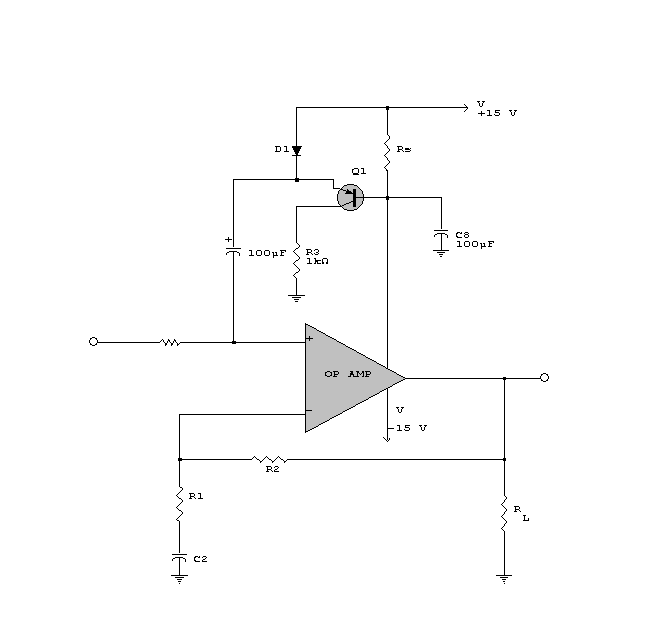 V
+15 V
D1
Rs
Q1
+
100µF
R3
1kΩ
C8
100µF
+
OP AMP
−
V
−15 V
R2
R1
R
L
C2